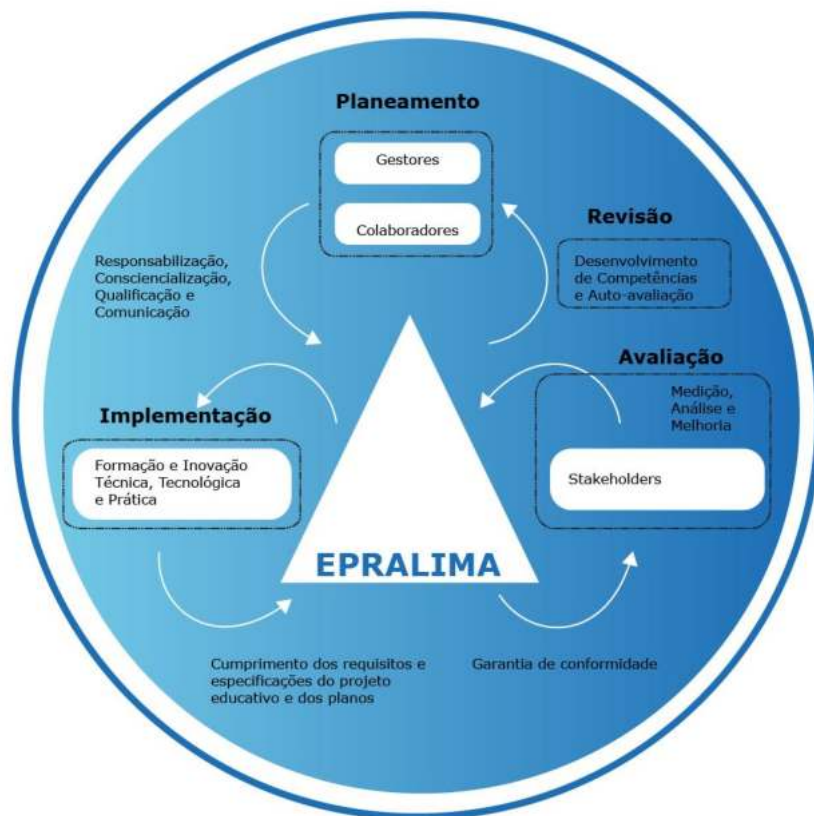 Planeamento
Gestores
Colaboradores
Revisão
Desenvolvimento
de Competências
e Auto-avaliação
Responsabilização,
Consciencialização,
Qualificação e
Comunicação
Avaliação
Medição,
Análise e
Melhoria
Stakeholders
Implementação
Formação e Inovação
Técnica, Tecnológica
e Prática
EPRALIMA
Cumprimento dos requisitos e
especificações do projeto
educativo e dos planos
Garantia de conformidade